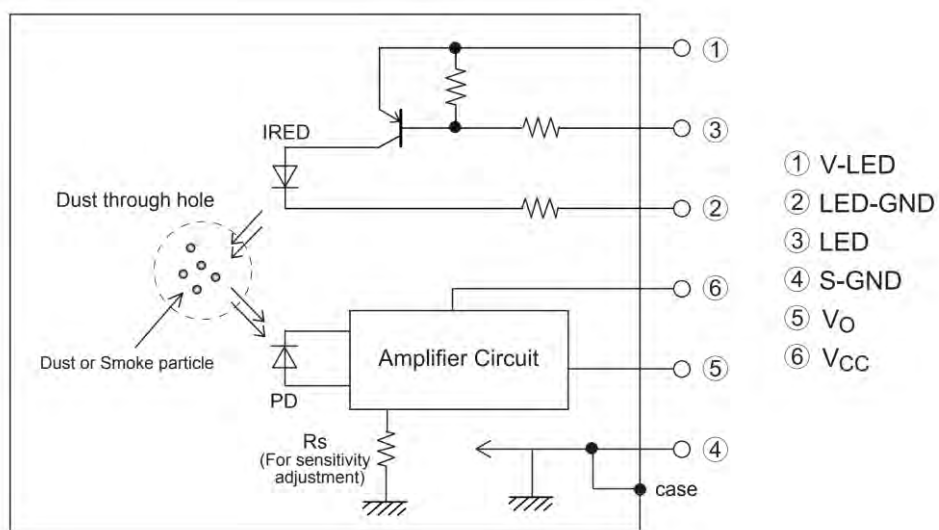 ①
IRED
③
Dust through hole
②
⑥
Dust or Smoke particle
Amplifier Circuit
⑤
PD
Rs
(For sensitivity
adjustment)
④
case
① V-LED
② LED-GND
③ LED
④ S-GND
⑤ VO
⑥ VCC